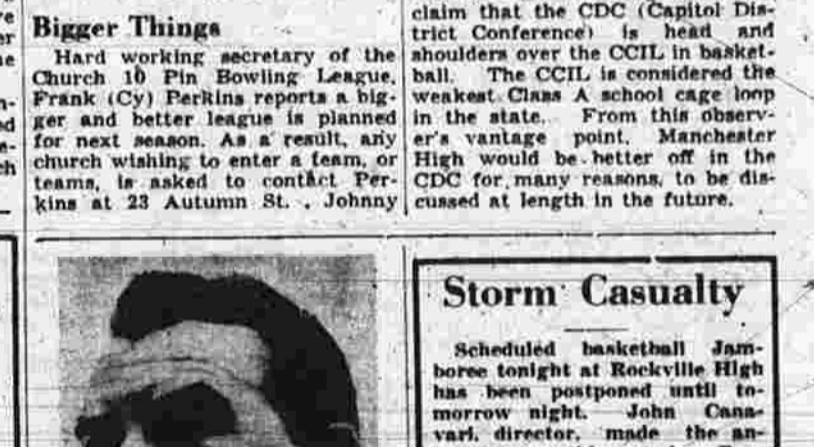 Bigger Things
Hard working secretary of the
Church 10 Pin Bowling League,
Frank (Cy) Perkins reports a big-
ger and better league is planned
for next season. As a result, any
church wishing to enter a team, or
teams, is asked to contact Per-
kins at 23 Autumn St. . Johnny
claim that the CDC (Capitol Dis-
trict Conference) is head and
shoulders over the CCIL in basket-
ball. The CCIL is considered the
weakest Class A school cage loop
in the state. From this observ-
er's vantage point, Manchester
High would be better off in the
CDC for many reasons, to be dis-
cussed at length in the future.
Storm Casualty
Scheduled basketball Jam-
boree tonight at Rockville High
has been postponed until to-
morrow night. John Cana-
vari, director, made the an-